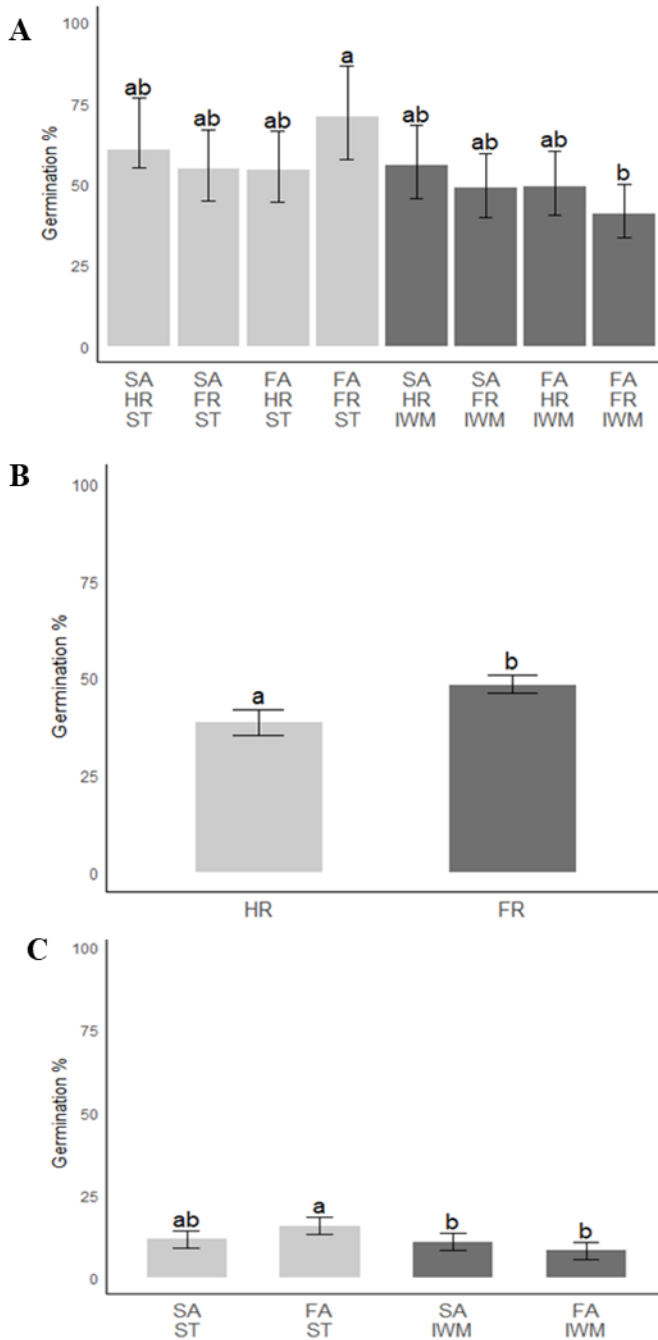 A
Germination %
100
75
50
25
0
ab
ab
ab
a
ab
ab
ab
b
SA SA FA FA SA SA FA FA
HR FR HR FR HR FR HR FR
ST ST ST ST IWM IWM IWM IWM
B
Germination %
100
75
50
25
0
a
b
HR FR
C
Germination %
100
75
50
25
0
ab
a
b
b
SA FA SA FA
ST ST IWM IWM